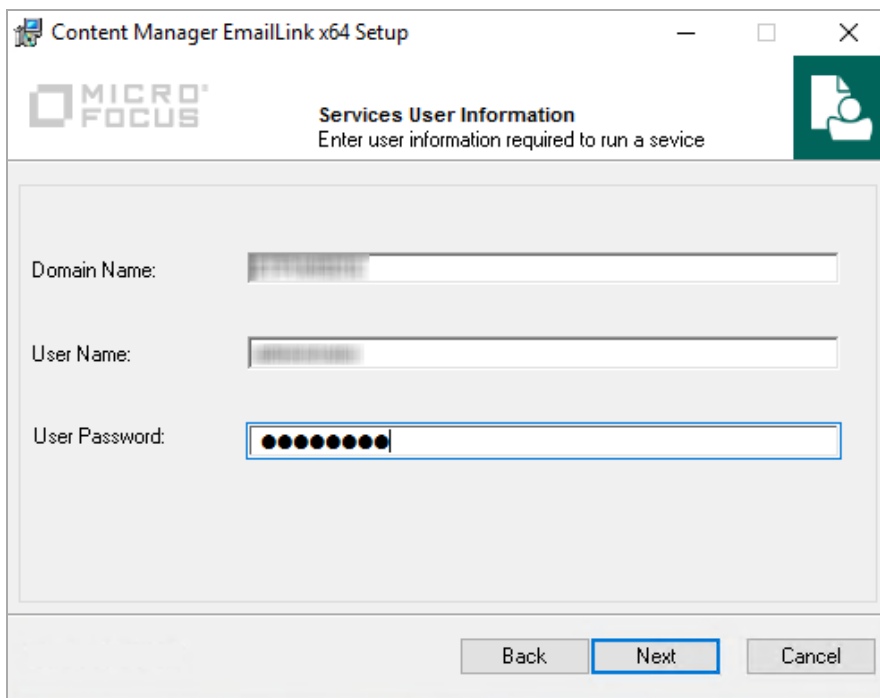 Content Manager EmailLink x64 Setup
MICRO
FOCUS
Services User Information
Enter user information required to run a sevice
Domain Name:
User Name:
User Password:
Back Next Cancel